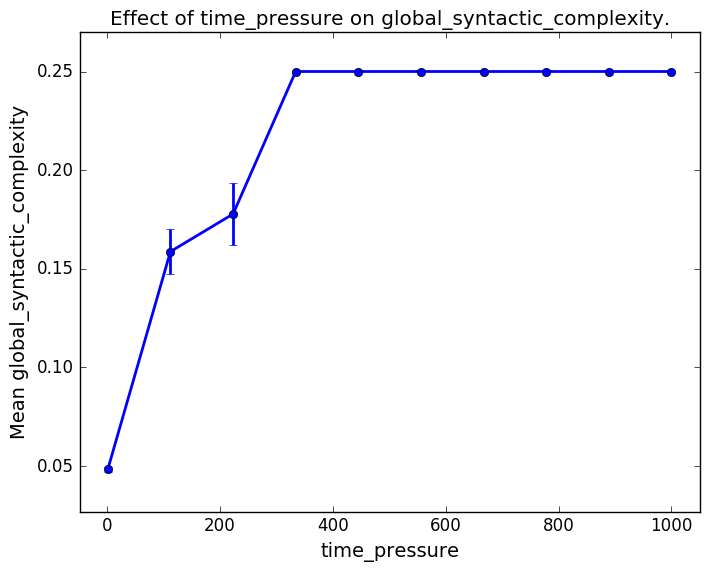 Effect of time_pressure on global_syntactic_complexity.
Mean global_syntactic_complexity
0.25
0.20
0.15
0.10
0.05
0 200 400 600 800 1000
time_pressure